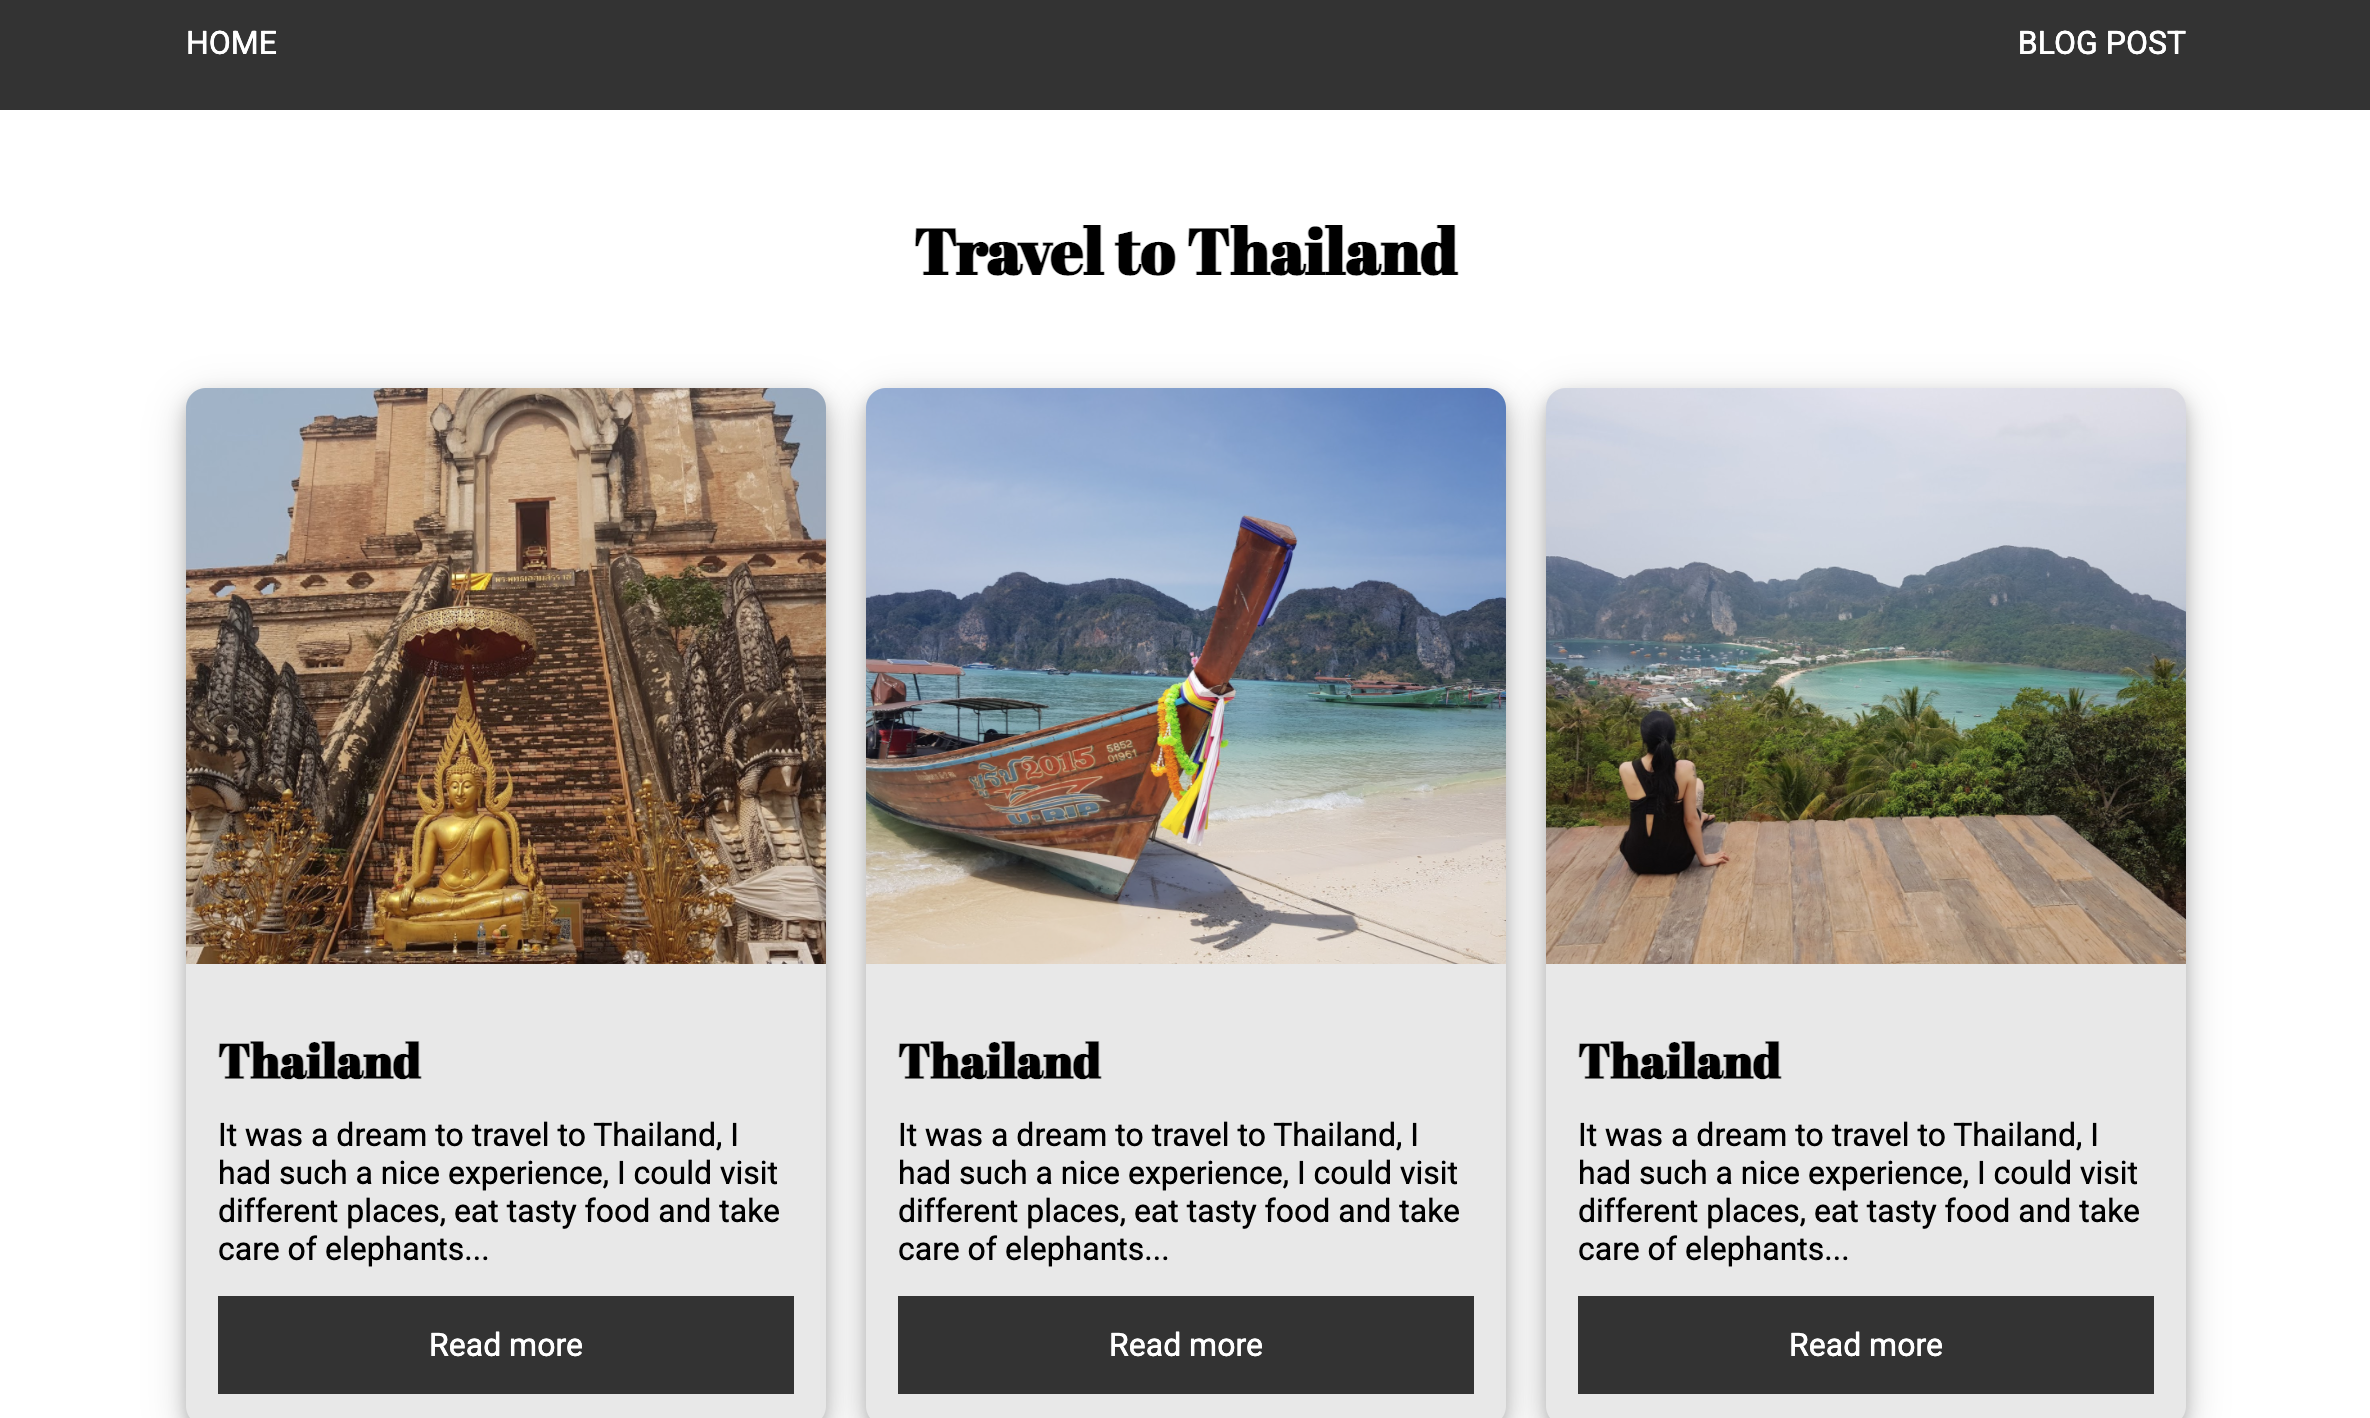 HOME
BLOG POST
Travel to Thailand
2015
5852
01961
U-RIP
Thailand
It was a dream to travel to Thailand, I
had such a nice experience, I could visit
different places, eat tasty food and take
care of elephants...
Read more
Thailand
It was a dream to travel to Thailand, I
had such a nice experience, I could visit
different places, eat tasty food and take
care of elephants...
Read more
Thailand
It was a dream to travel to Thailand, I
had such a nice experience, I could visit
different places, eat tasty food and take
care of elephants...
Read more